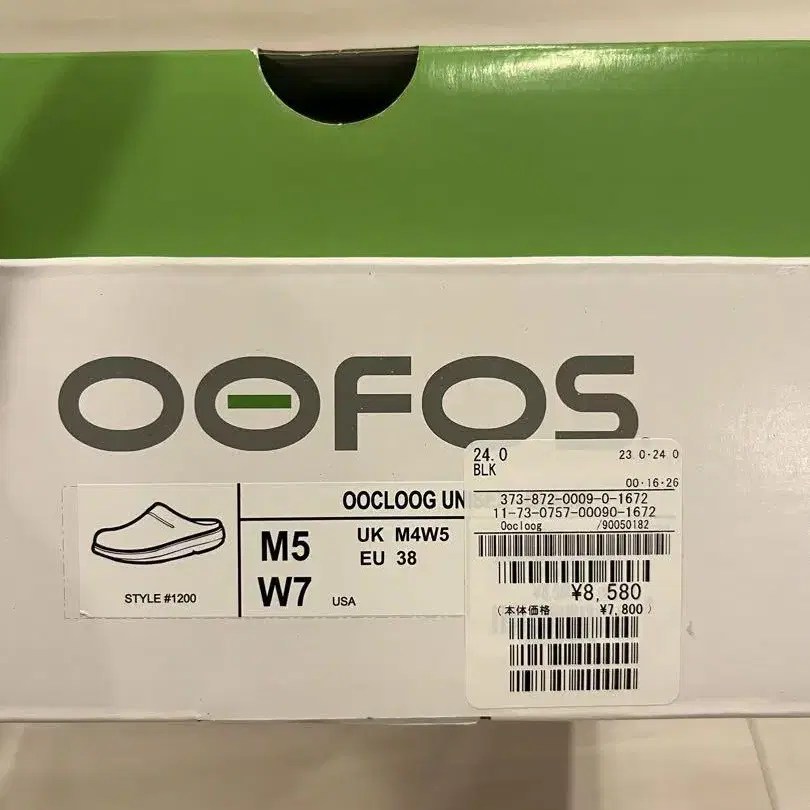 OOFOS
STYLE #1200
OOCLOOG UNIS
M5
W7
UK M4W5
EU 38
USA
24.0
23 0·24 0
BLK
00·16·26
373-872-0009-0-1672
11-73-0757-00090-1672
Oocloog /90050182
¥8,580
(本体価格 ¥7,800)